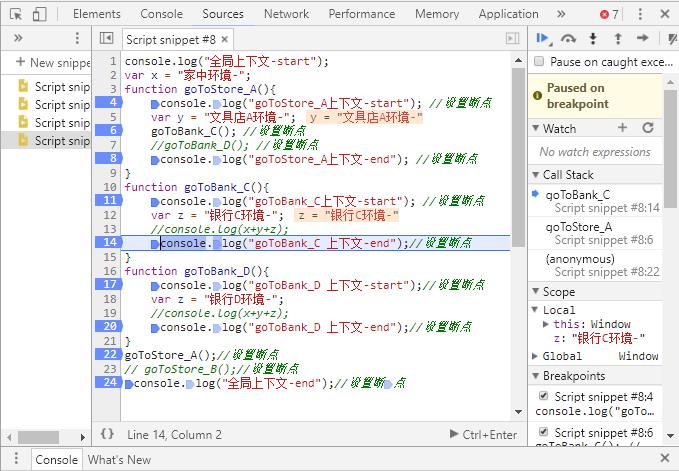 Elements Console Sources Network Performance Memory Application » 7
» Script snippet #8 ×
New snippe
Script snip
Script snip
Script snip
Script snip
1 console.log("全局上下文-start");
2 var x = "家中环境-";
3 function goToStore_A(){
4 console.log("goToStore_A上下文-start"); //设置断点
5 var y = "文具店A环境-"; y = "文具店A环境-"
6 goToBank_C(); //设置断点
7 //goToBank_D(); //设置断点
8 console.log("goToStore_A上下文-end"); //设置断点
9 }
10 function goToBank_C(){
11 console.log("goToBank_C上下文-start"); //设置断点
12 var z = "银行C环境-"; z = "银行C环境-"
13 //console.log(x+y+z);
14 console.log("goToBank_C 上下文-end");//设置断点
15 }
16 function goToBank_D(){
17 console.log("goToBank_D 上下文-start");//设置断点
18 var z = "银行D环境-";
19 //console.log(x+y+z);
20 console.log("goToBank_D 上下文-end");//设置断点
21 }
22 goToStore_A();//设置断点
23 // goToStore_B();//设置断点
24 console.log("全局上下文-end");//设置断点
{} Line 14, Column 2 Ctrl+Enter
Pause on caught exce...
Paused on
breakpoint
Watch
No watch expressions
Call Stack
goToBank_C
Script snippet #8:14
goToStore_A
Script snippet #8:6
(anonymous)
Script snippet #8:22
Scope
Local
this: Window
z: "银行C环境-"
Global Window
Breakpoints
Script snippet #8:4
console.log("goTo...
Script snippet #8:6
Console What's New